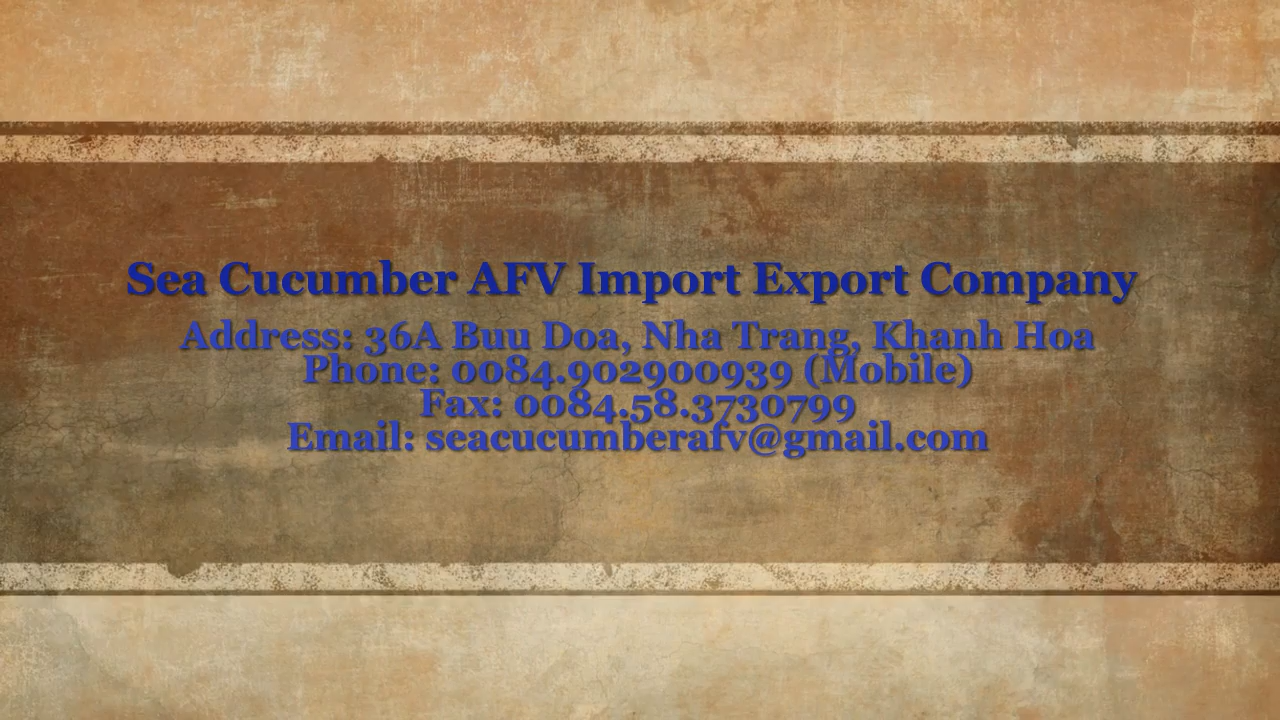 Sea Cucumber AFV Import Export Company
Address: 36A Buu Doa, Nha Trang, Khanh Hoa
Phone: 0084.902900939 (Mobile)
Fax: 0084.58.3730799
Email: seacucumberafv@gmail.com